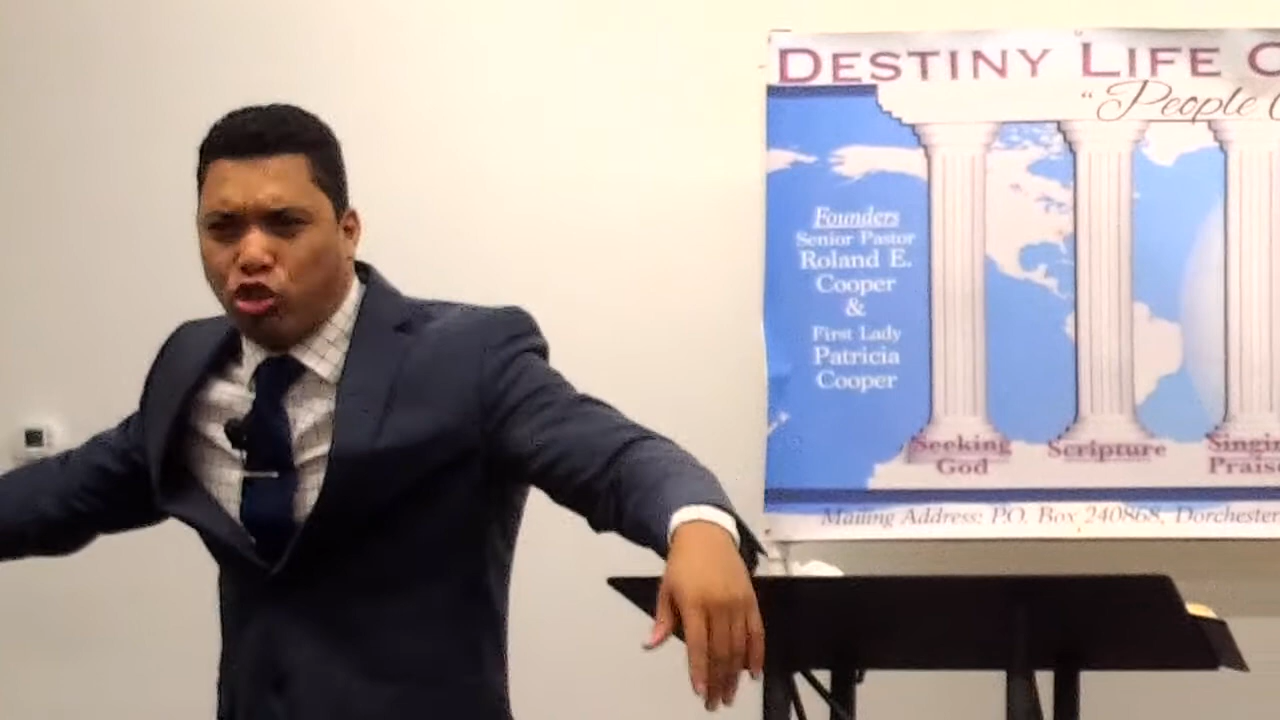 DESTINY LIFE C
“People
Founders
Senior Pastor
Roland E.
Cooper
&
First Lady
Patricia
Cooper
Seeking
God
Scripture
Singin
Praise
Mailing Address: P.O. Box 240868, Dorchester